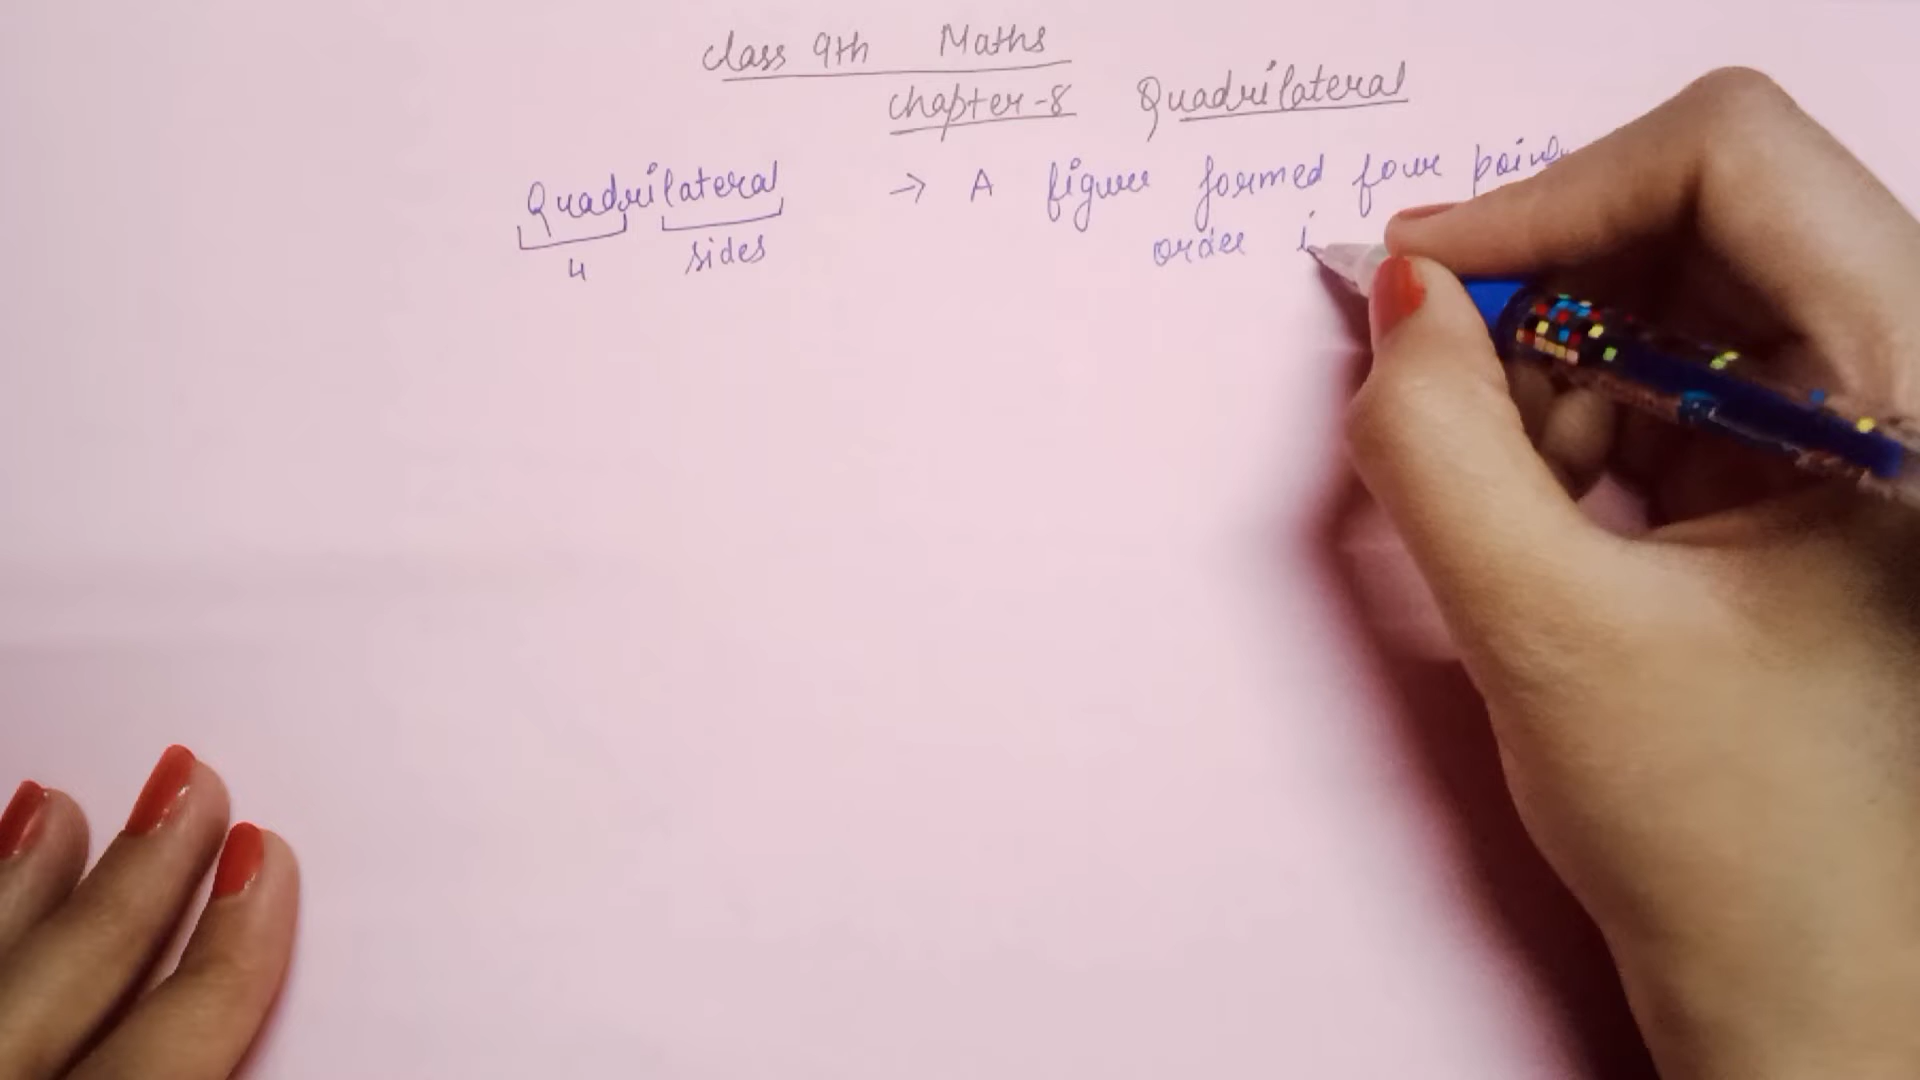 class 9th Maths
chapter-8 Quadrilateral
Quadrilateral → A figure formed four
4 sides order i